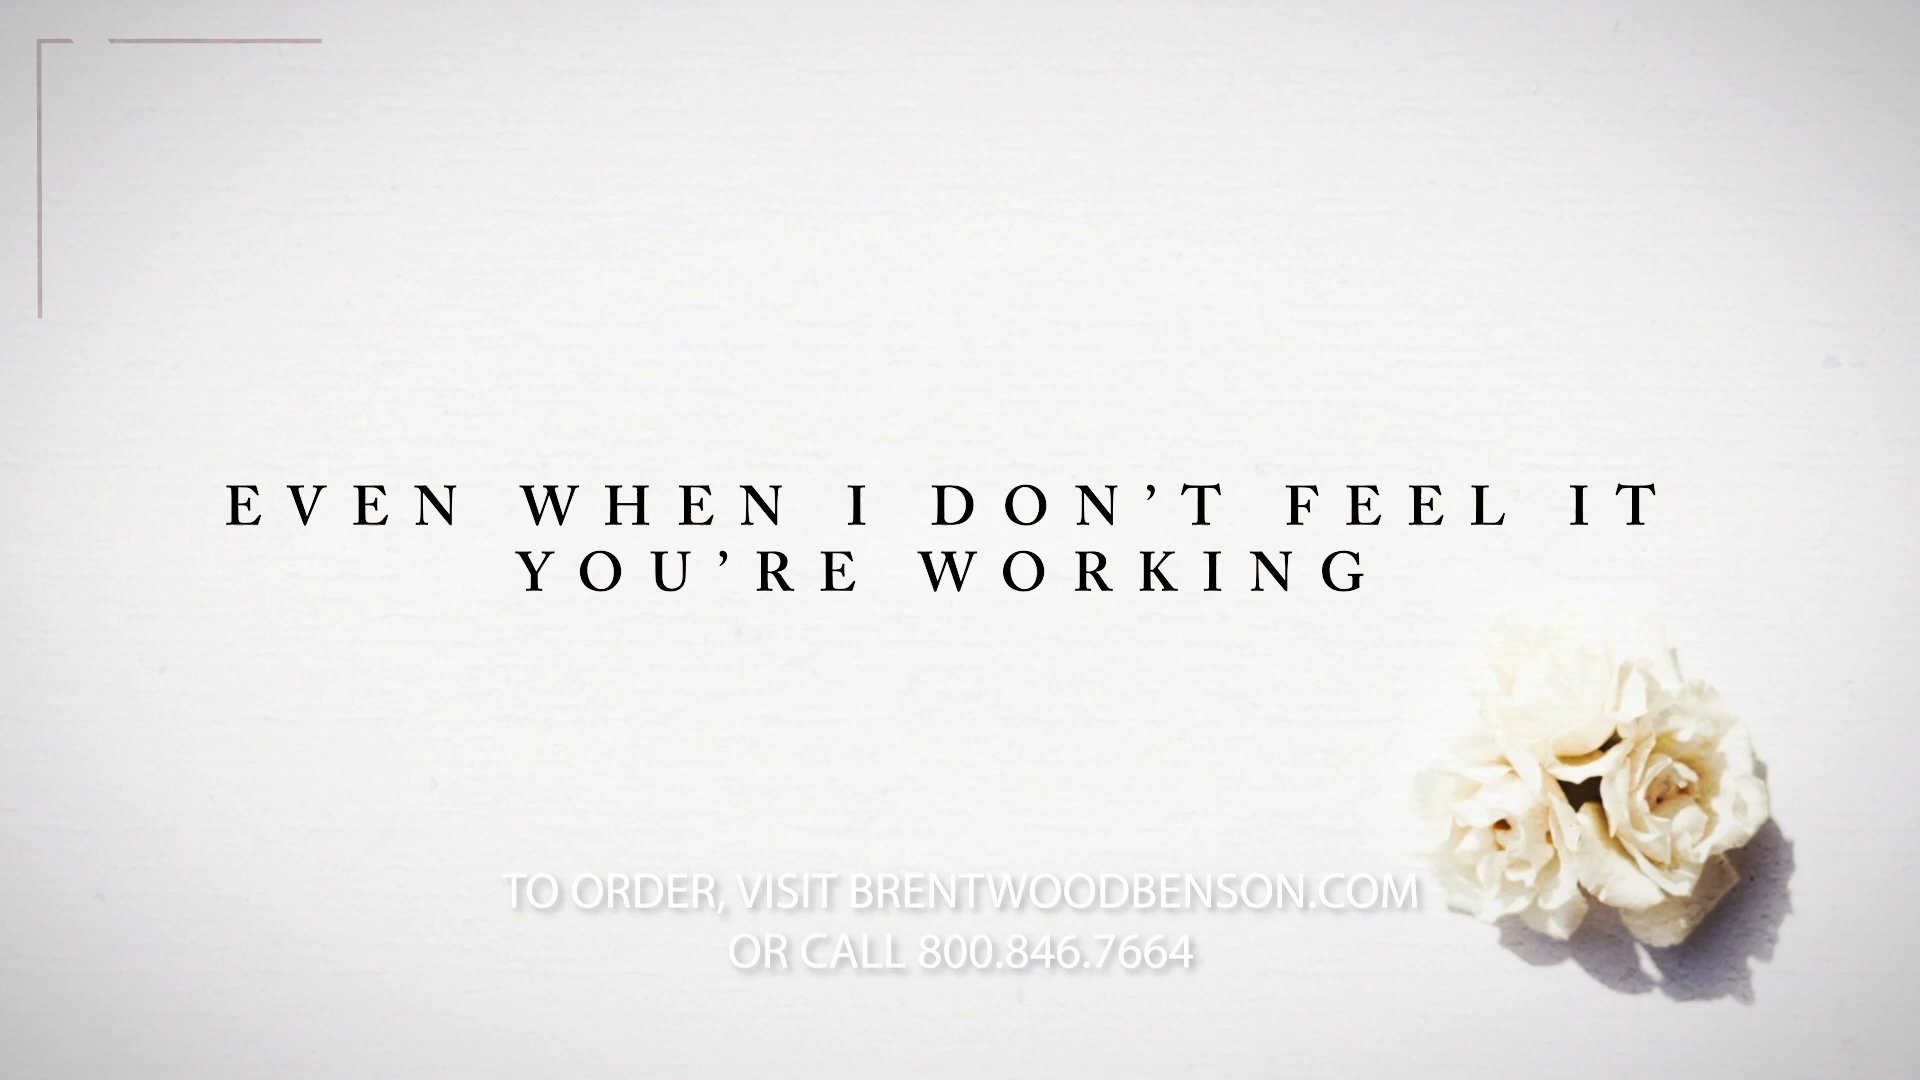 EVEN WHEN I DON’T FEEL IT
YOU’RE WORKING
TO ORDER, VISIT BRENTWOODBENSON.COM
OR CALL 800.846.7664